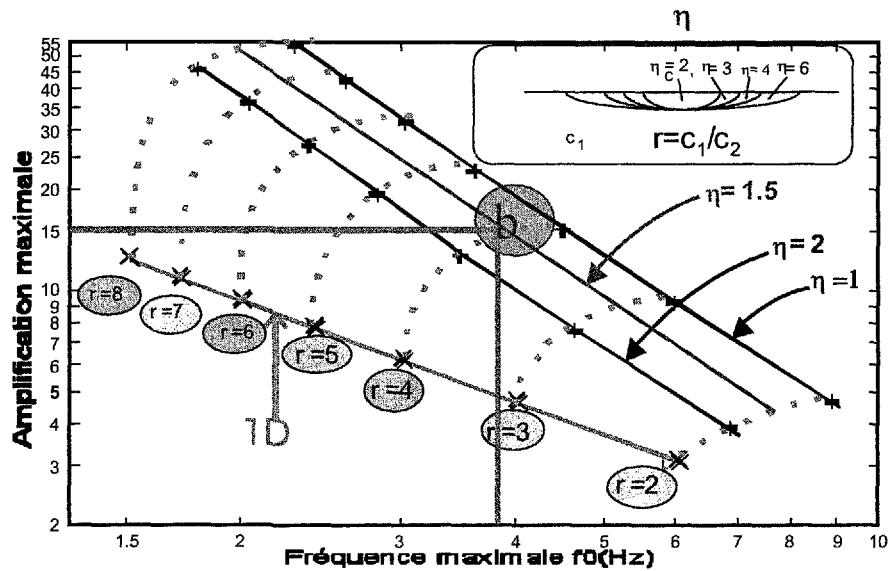 η
55
45
35
30
25
20
15
10
9
8
7
6
5
4
3
2
Amplification maximale
η=2, η=3 η=4 η=6
C
c1 r=c1/c2
b
η=1.5
η=2
η=1
r=8
r=7
r=6
r=5
r=4
r=3
r=2
1D
1.5 2 3 4 5 6 7 8 9 10
Fréquence maximale f0(Hz)